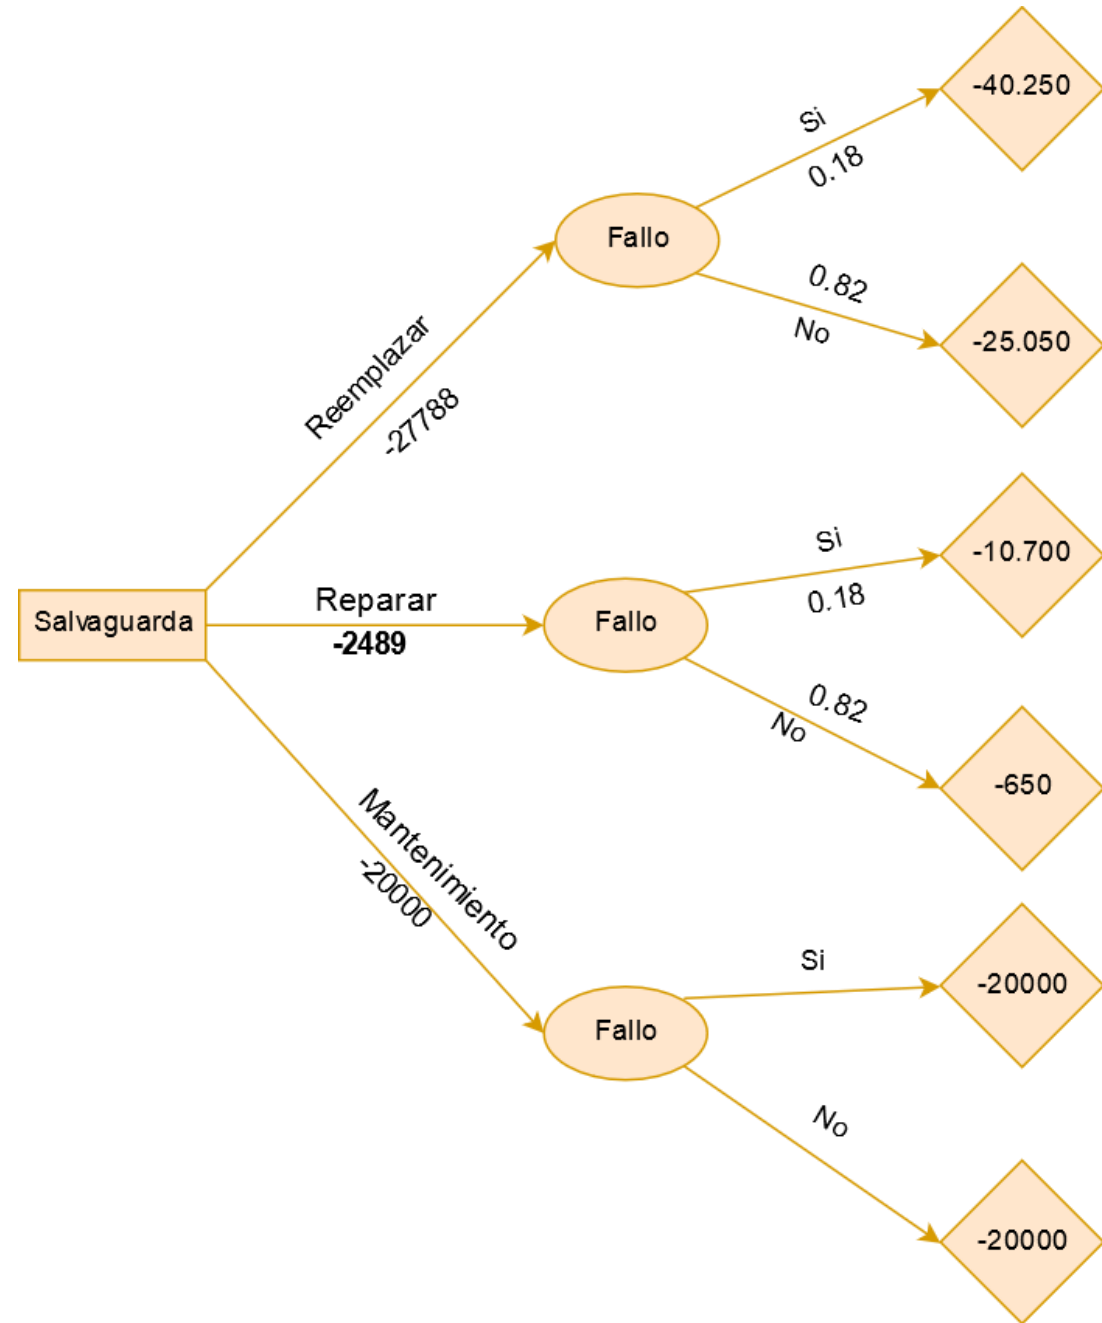 -40.250
Si
0.18
Fallo
0.82
No
-25.050
Reemplazar
-27788
Si
0.18
-10.700
Salvaguarda
Reparar
-2489
Fallo
0.82
No
-650
Mantenimiento
-20000
Si
-20000
Fallo
No
-20000